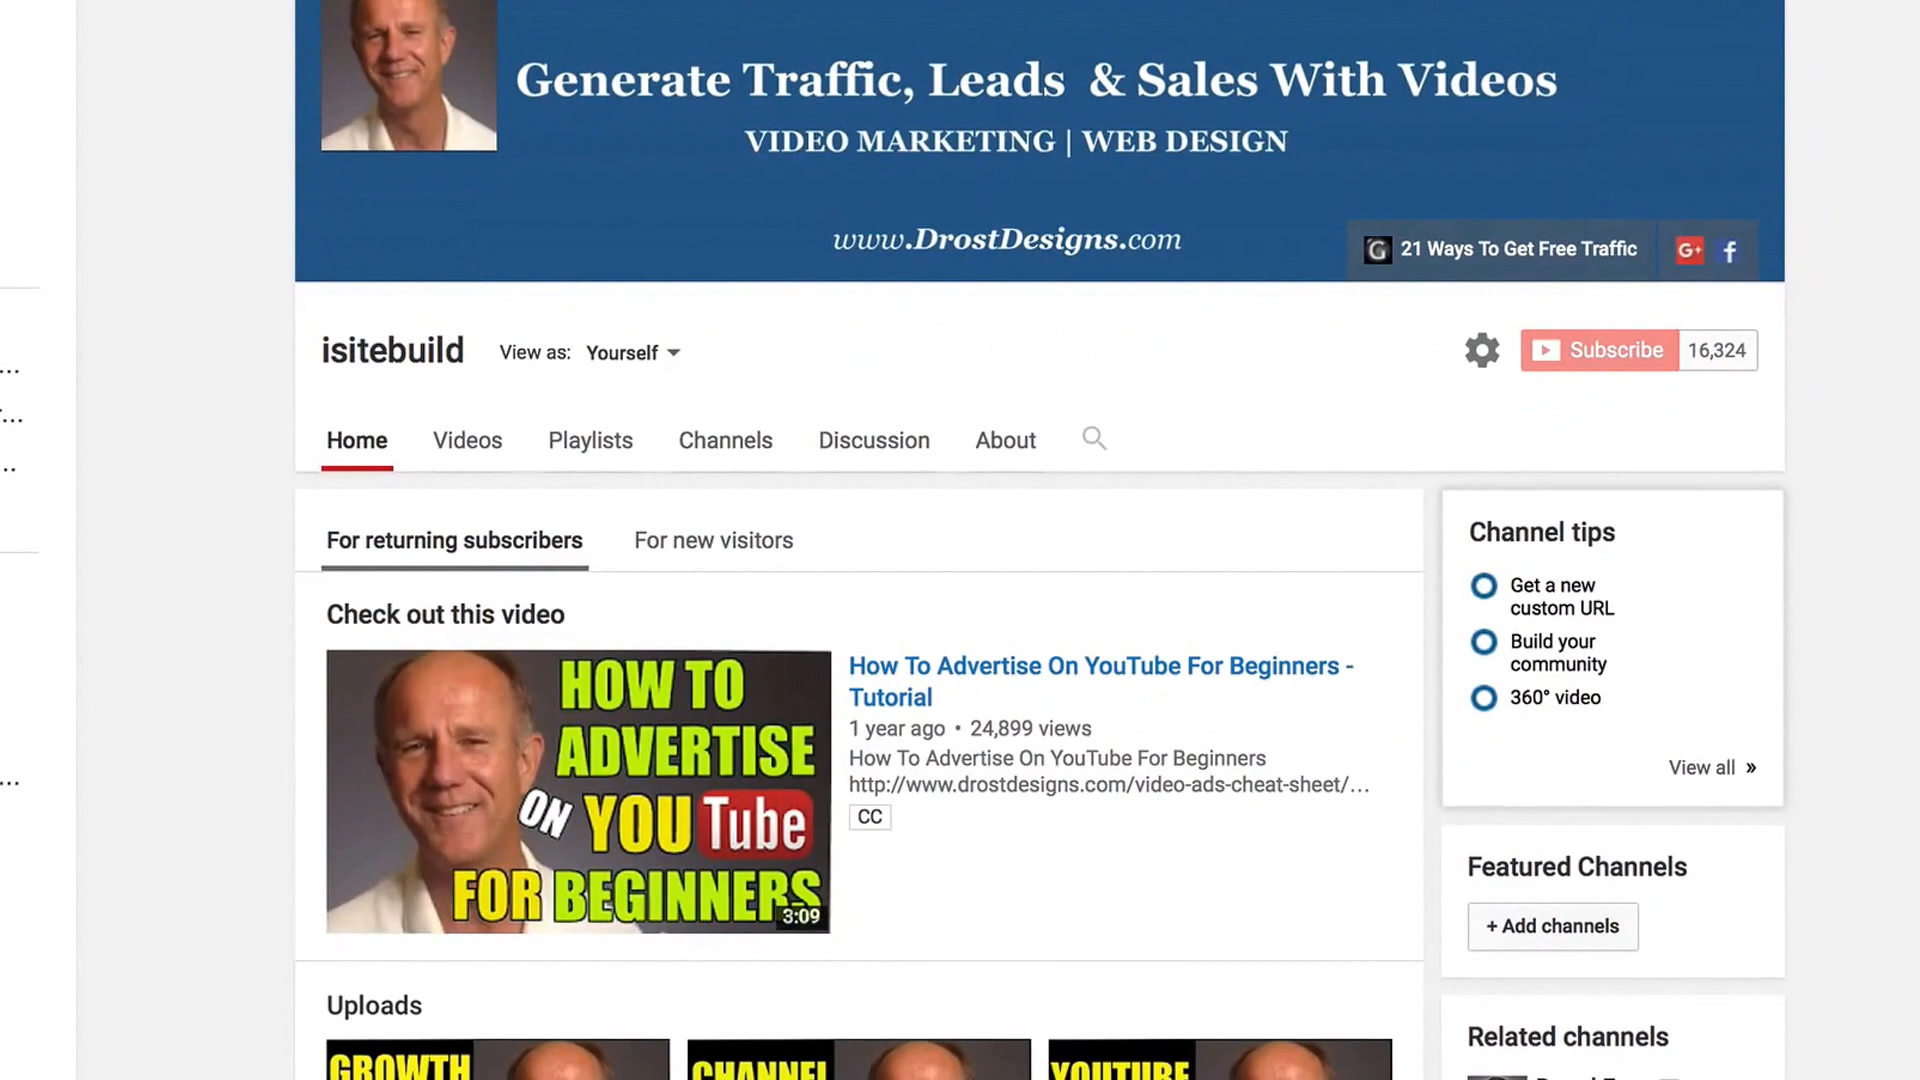 Generate Traffic, Leads & Sales With Videos
VIDEO MARKETING | WEB DESIGN
www.DrostDesigns.com
G 21 Ways To Get Free Traffic G+ f
isitebuild View as: Yourself
Subscribe 16,324
Home Videos Playlists Channels Discussion About
For returning subscribers For new visitors
Check out this video
HOW TO
ADVERTISE
ON YOU Tube
FOR BEGINNERS
3:09
How To Advertise On YouTube For Beginners -
Tutorial
1 year ago • 24,899 views
How To Advertise On YouTube For Beginners
http://www.drostdesigns.com/video-ads-cheat-sheet/...
CC
Uploads
GROWTH
CHANNEL
YOUTUBE
Channel tips
Get a new
custom URL
Build your
community
360° video
View all »
Featured Channels
+ Add channels
Related channels